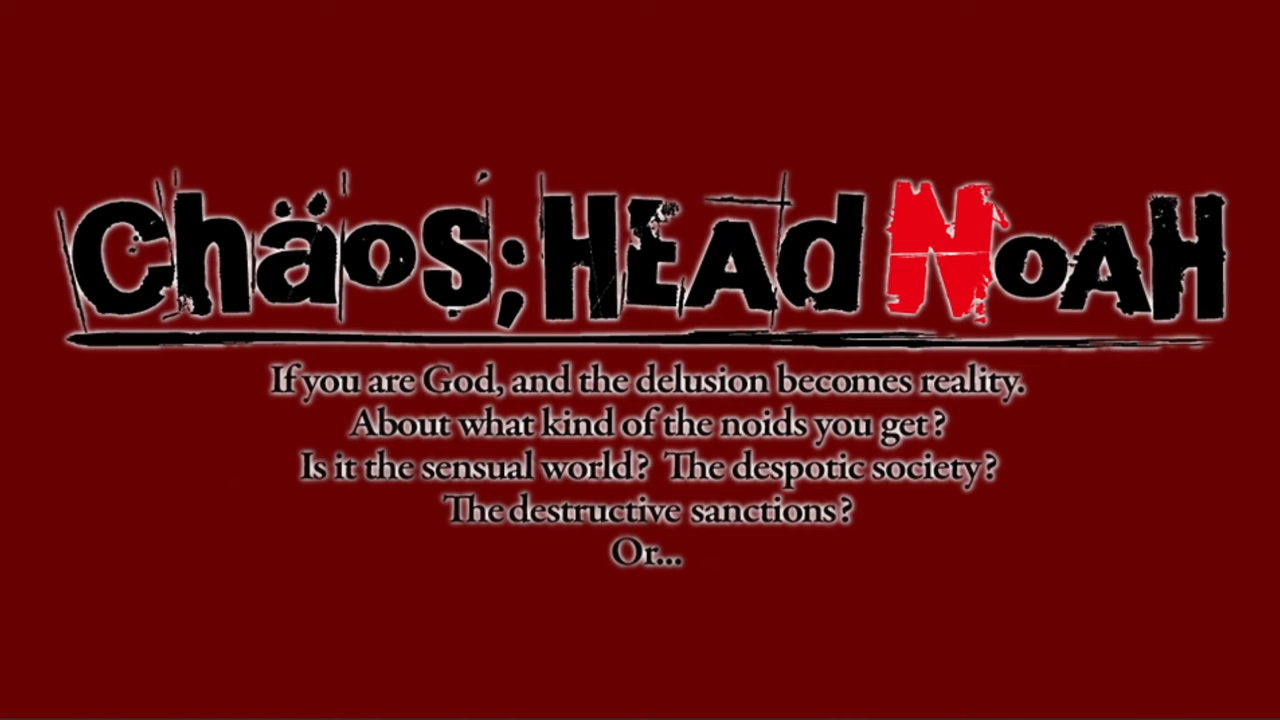 Chäos;HEAd NoAH
If you are God, and the delusion becomes reality.
About what kind of the noids you get?
Is it the sensual world? The despotic society?
The destructive sanctions?
Or...